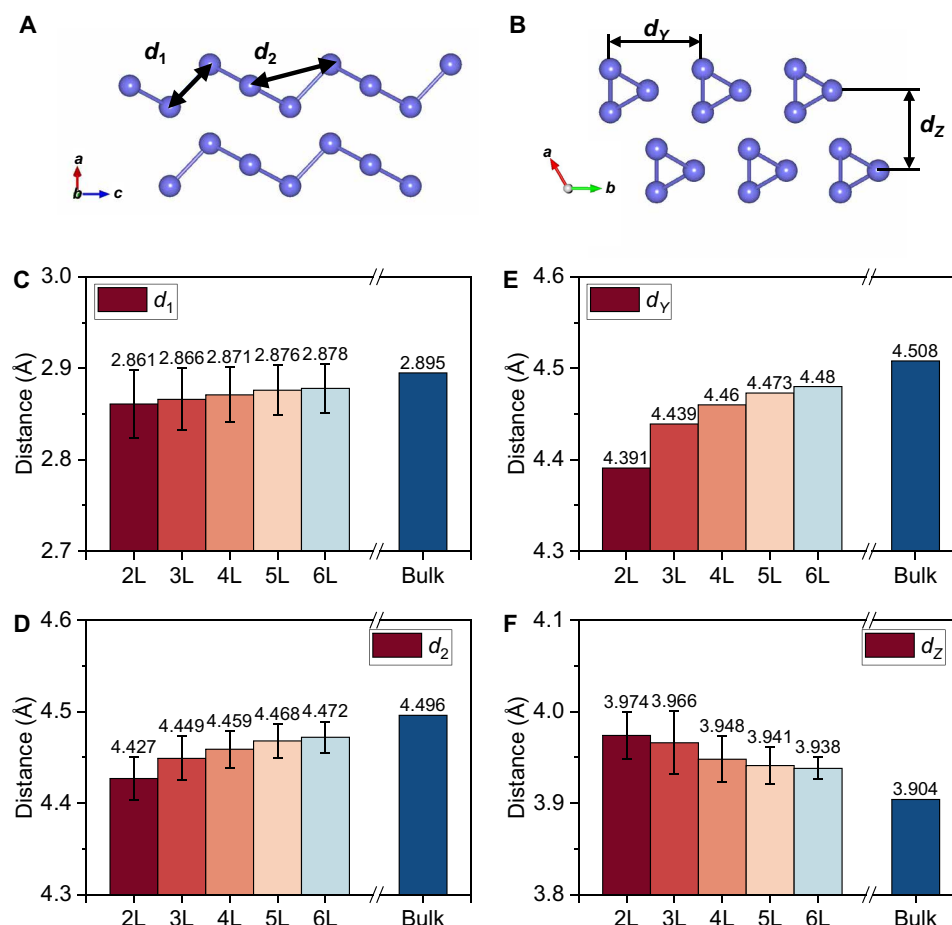 A
d1
d2
a
b
c
B
dY
dZ
a
b
C
3.0
2.9
2.8
2.7
Distance (Å)
d1
2.861
2.866
2.871
2.876
2.878
2.895
2L
3L
4L
5L
6L
Bulk
E
4.6
4.5
4.4
4.3
Distance (Å)
dY
4.391
4.439
4.46
4.473
4.48
4.508
2L
3L
4L
5L
6L
Bulk
D
4.6
4.5
4.4
4.3
Distance (Å)
d2
4.427
4.449
4.459
4.468
4.472
4.496
2L
3L
4L
5L
6L
Bulk
F
4.1
4.0
3.9
3.8
Distance (Å)
dZ
3.974
3.966
3.948
3.941
3.938
3.904
2L
3L
4L
5L
6L
Bulk